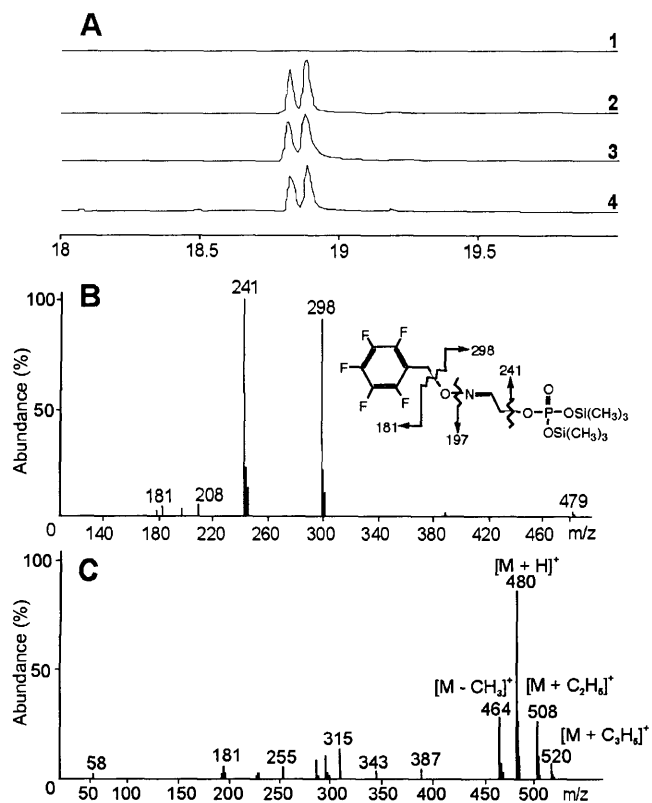 A
1
2
3
4
18 18.5 19 19.5
B
Abundance (%)
100
50
0
241
298
181
208
479
140 180 220 260 300 340 380 420 460 m/z
F F
F
F F
O N
O
O P OSi(CH₃)₃
OSi(CH₃)₃
298
241
181
197
C
Abundance (%)
100
50
0
[M + H]⁺
480
[M - CH₃]⁺
464
[M + C₂H₅]⁺
508
[M + C₃H₅]⁺
520
58
181
255
315
343
387
50 100 150 200 250 300 350 400 450 500 m/z